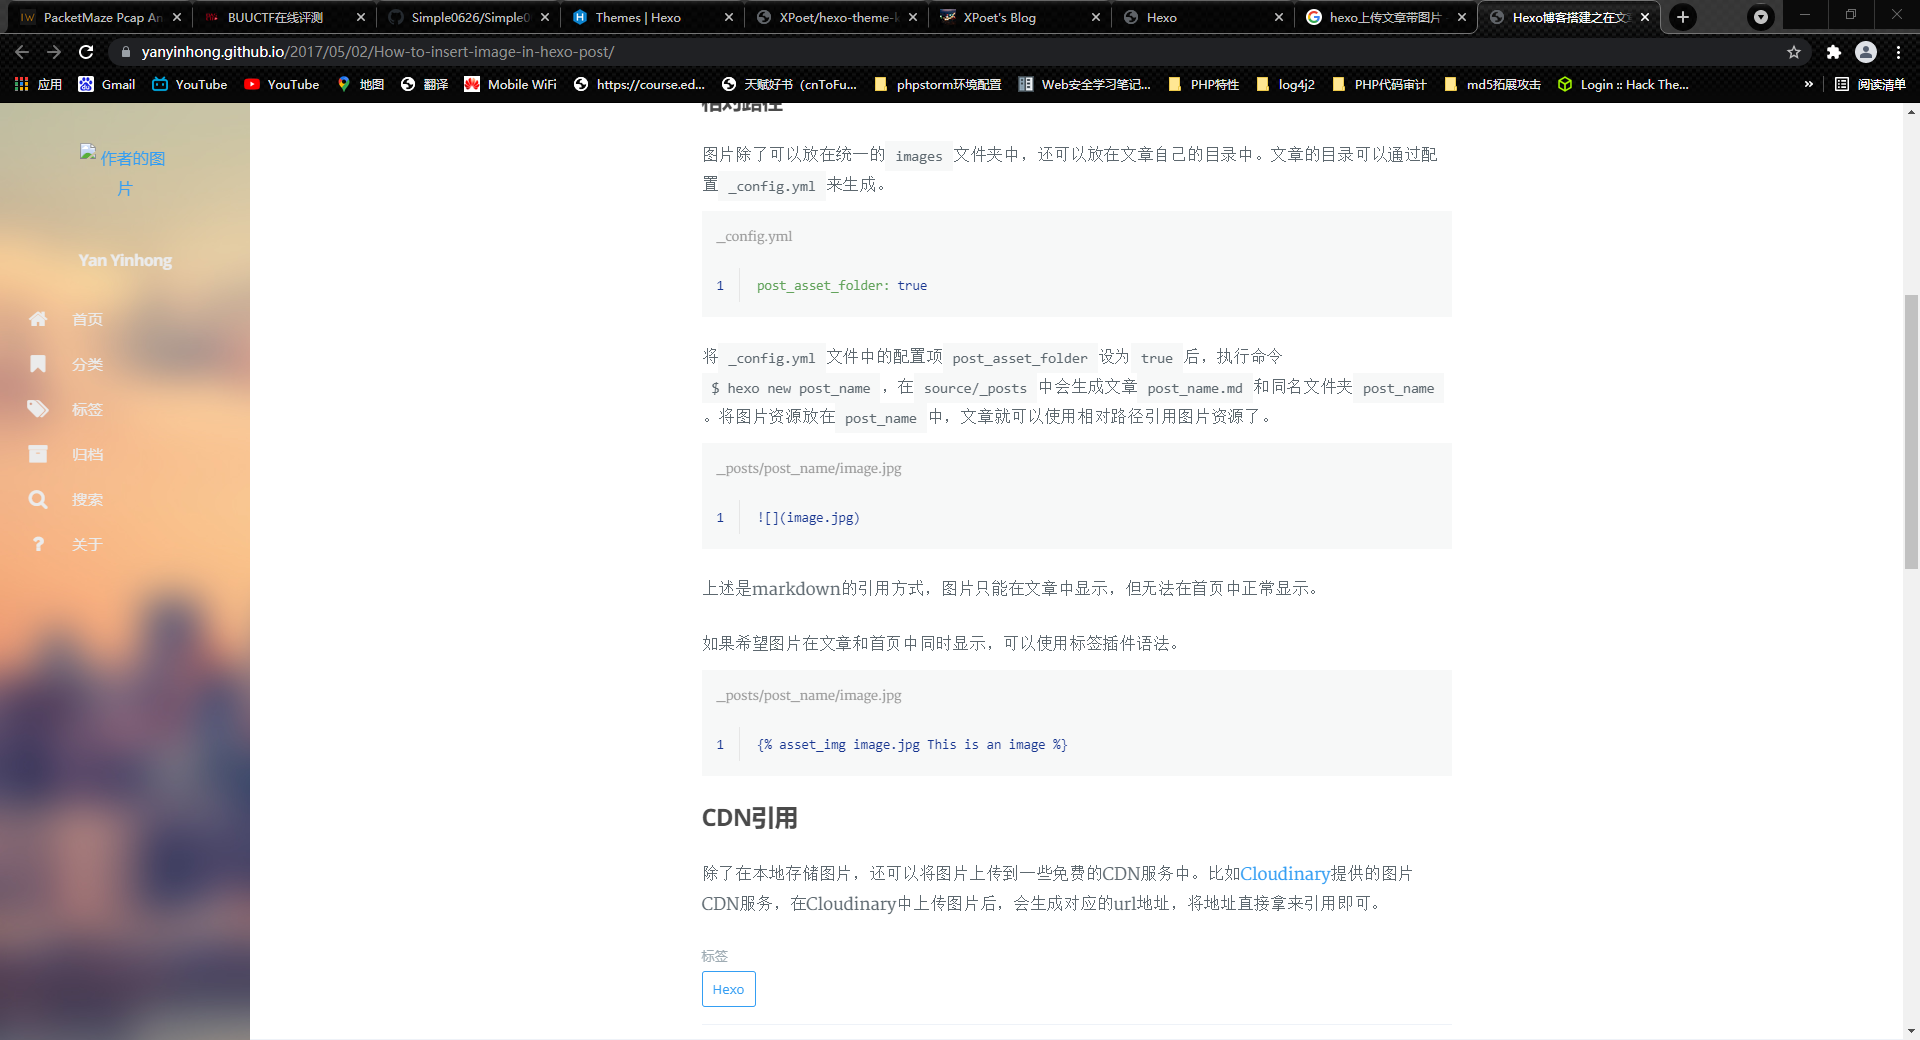 PacketMaze Pcap An
BUUCTF在线评测
Simple0626/Simple0
Themes | Hexo
XPoet/hexo-theme-k
XPoet's Blog
Hexo
hexo上传文章带图片
Hexo博客搭建之在文
yanyinhong.github.io/2017/05/02/How-to-insert-image-in-hexo-post/
应用
Gmail
YouTube
YouTube
地图
翻译
Mobile WiFi
https://course.ed...
天赋好书（cnToFu...
phpstorm环境配置
Web安全学习笔记...
PHP特性
log4j2
PHP代码审计
md5拓展攻击
Login :: Hack The...
»
阅读清单
作者的图
片
Yan Yinhong
首页
分类
标签
归档
搜索
关于
相对路径
图片除了可以放在统一的 images 文件夹中，还可以放在文章自己的目录中。文章的目录可以通过配
置 _config.yml 来生成。
_config.yml
1 post_asset_folder: true
将 _config.yml 文件中的配置项 post_asset_folder 设为 true 后，执行命令
$ hexo new post_name ，在 source/_posts 中会生成文章 post_name.md 和同名文件夹 post_name
。将图片资源放在 post_name 中，文章就可以使用相对路径引用图片资源了。
_posts/post_name/image.jpg
1 ![](image.jpg)
上述是markdown的引用方式，图片只能在文章中显示，但无法在首页中正常显示。
如果希望图片在文章和首页中同时显示，可以使用标签插件语法。
_posts/post_name/image.jpg
1 {% asset_img image.jpg This is an image %}
CDN引用
除了在本地存储图片，还可以将图片上传到一些免费的CDN服务中。比如Cloudinary提供的图片
CDN服务，在Cloudinary中上传图片后，会生成对应的url地址，将地址直接拿来引用即可。
标签
Hexo